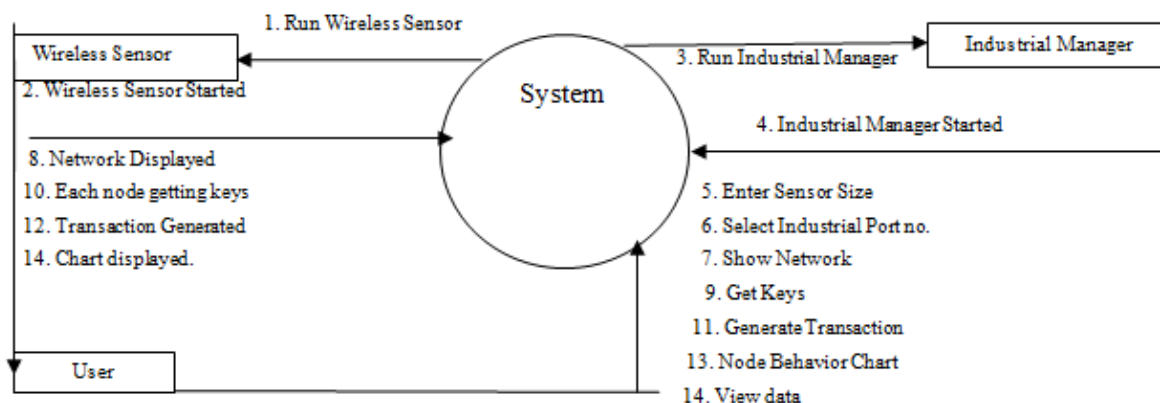 1. Run Wireless Sensor
Wireless Sensor
Industrial Manager
3. Run Industrial Manager
2. Wireless Sensor Started
System
4. Industrial Manager Started
8. Network Displayed
10. Each node getting keys
12. Transaction Generated
14. Chart displayed.
5. Enter Sensor Size
6. Select Industrial Port no.
7. Show Network
9. Get Keys
11. Generate Transaction
13. Node Behavior Chart
14. View data
User